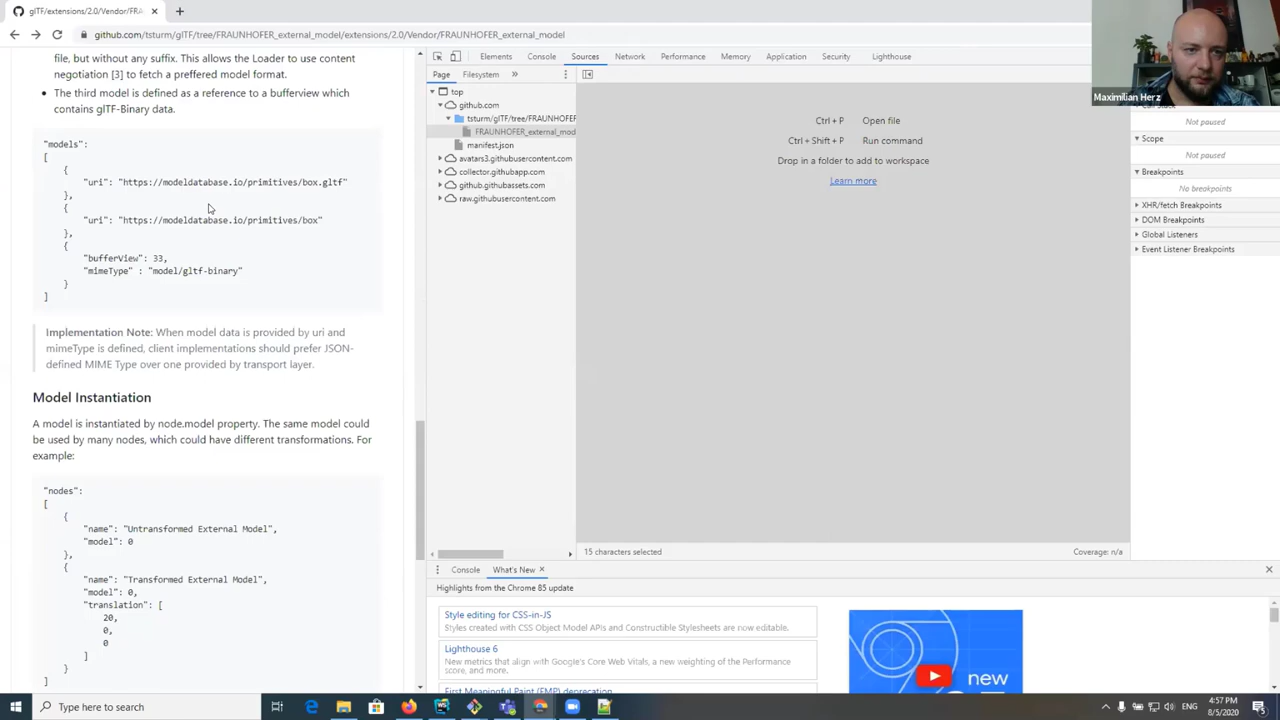 glTF/extensions/2.0/Vendor/FRA
github.com/tsturm/glTF/tree/FRAUNHOFER_external_model/extensions/2.0/Vendor/FRAUNHOFER_external_model
Maximilian Herz
file, but without any suffix. This allows the Loader to use content
negotiation [3] to fetch a preffered model format.
The third model is defined as a reference to a bufferview which
contains glTF-Binary data.
"models":
[
{
"uri": "https://modeldatabase.io/primitives/box.gltf"
},
{
"uri": "https://modeldatabase.io/primitives/box"
},
{
"bufferView": 33,
"mimeType" : "model/gltf-binary"
}
]
Implementation Note: When model data is provided by uri and
mimeType is defined, client implementations should prefer JSON-
defined MIME Type over one provided by transport layer.
Model Instantiation
A model is instantiated by node.model property. The same model could
be used by many nodes, which could have different transformations. For
example:
"nodes":
[
{
"name": "Untransformed External Model",
"model": 0
},
{
"name": "Transformed External Model",
"model": 0,
"translation": [
20,
0,
0
]
}
]
Elements Console Sources Network Performance Memory Application Security Lighthouse
Page Filesystem »
top
github.com
tsturm/glTF/tree/FRAUNHOFER
FRAUNHOFER_external_mod
manifest.json
avatars3.githubusercontent.com
collector.githubapp.com
github.githubassets.com
raw.githubusercontent.com
Ctrl + P Open file
Ctrl + Shift + P Run command
Drop in a folder to add to workspace
Learn more
15 characters selected
Coverage: n/a
Not paused
Scope
Not paused
Breakpoints
No breakpoints
XHR/fetch Breakpoints
DOM Breakpoints
Global Listeners
Event Listener Breakpoints
Console What's New
Highlights from the Chrome 85 update
Style editing for CSS-in-JS
Styles created with CSS Object Model APIs and Constructible Stylesheets are now editable.
Lighthouse 6
New metrics that align with Google's Core Web Vitals, a new weighting of the Performance
score, and more.
First Meaningful Paint (FMP) deprecation
new
Type here to search
ENG
4:57 PM
8/5/2020